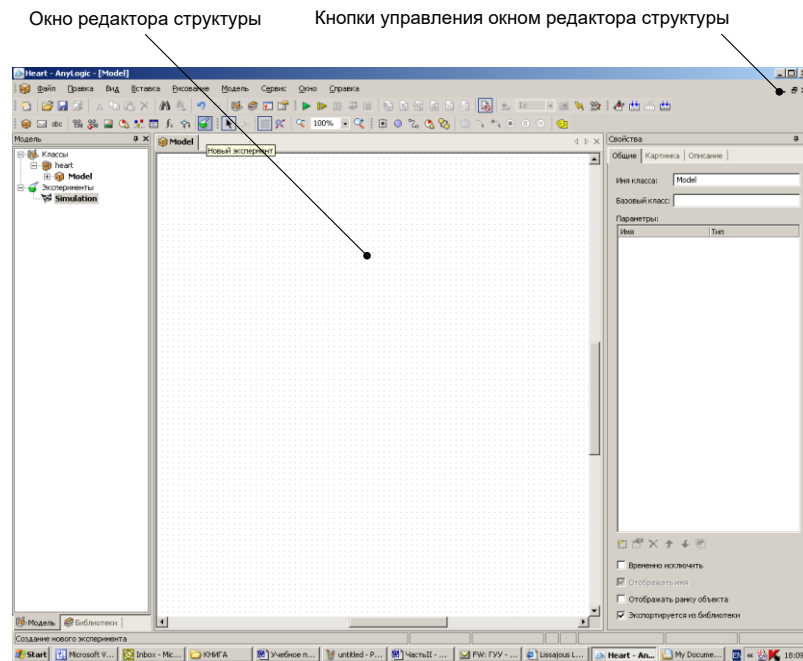 Окно редактора структуры
Кнопки управления окном редактора структуры
Heart - AnyLogic - [Model]
Файл Правка Вид Вставка Рисование Модель Сервис Окно Справка
100%
Модель
Классы
heart
Model
Эксперименты
Simulation
Model
Новый эксперимент
Свойства
Общие Картинка Описание
Имя класса: Model
Базовый класс:
Параметры:
Имя Тип
Временно исключить
Отображать имя
Отображать рамку объекта
Экспортируется из библиотеки
Модель Библиотеки
Создание нового эксперимента
Start Microsoft V... Inbox - Mic... КНИГА Учебное п... untitled - P... ЧастьII - ... FW: ГУУ - ... Lissajous L... Heart - An... My Docume... EN 18:09